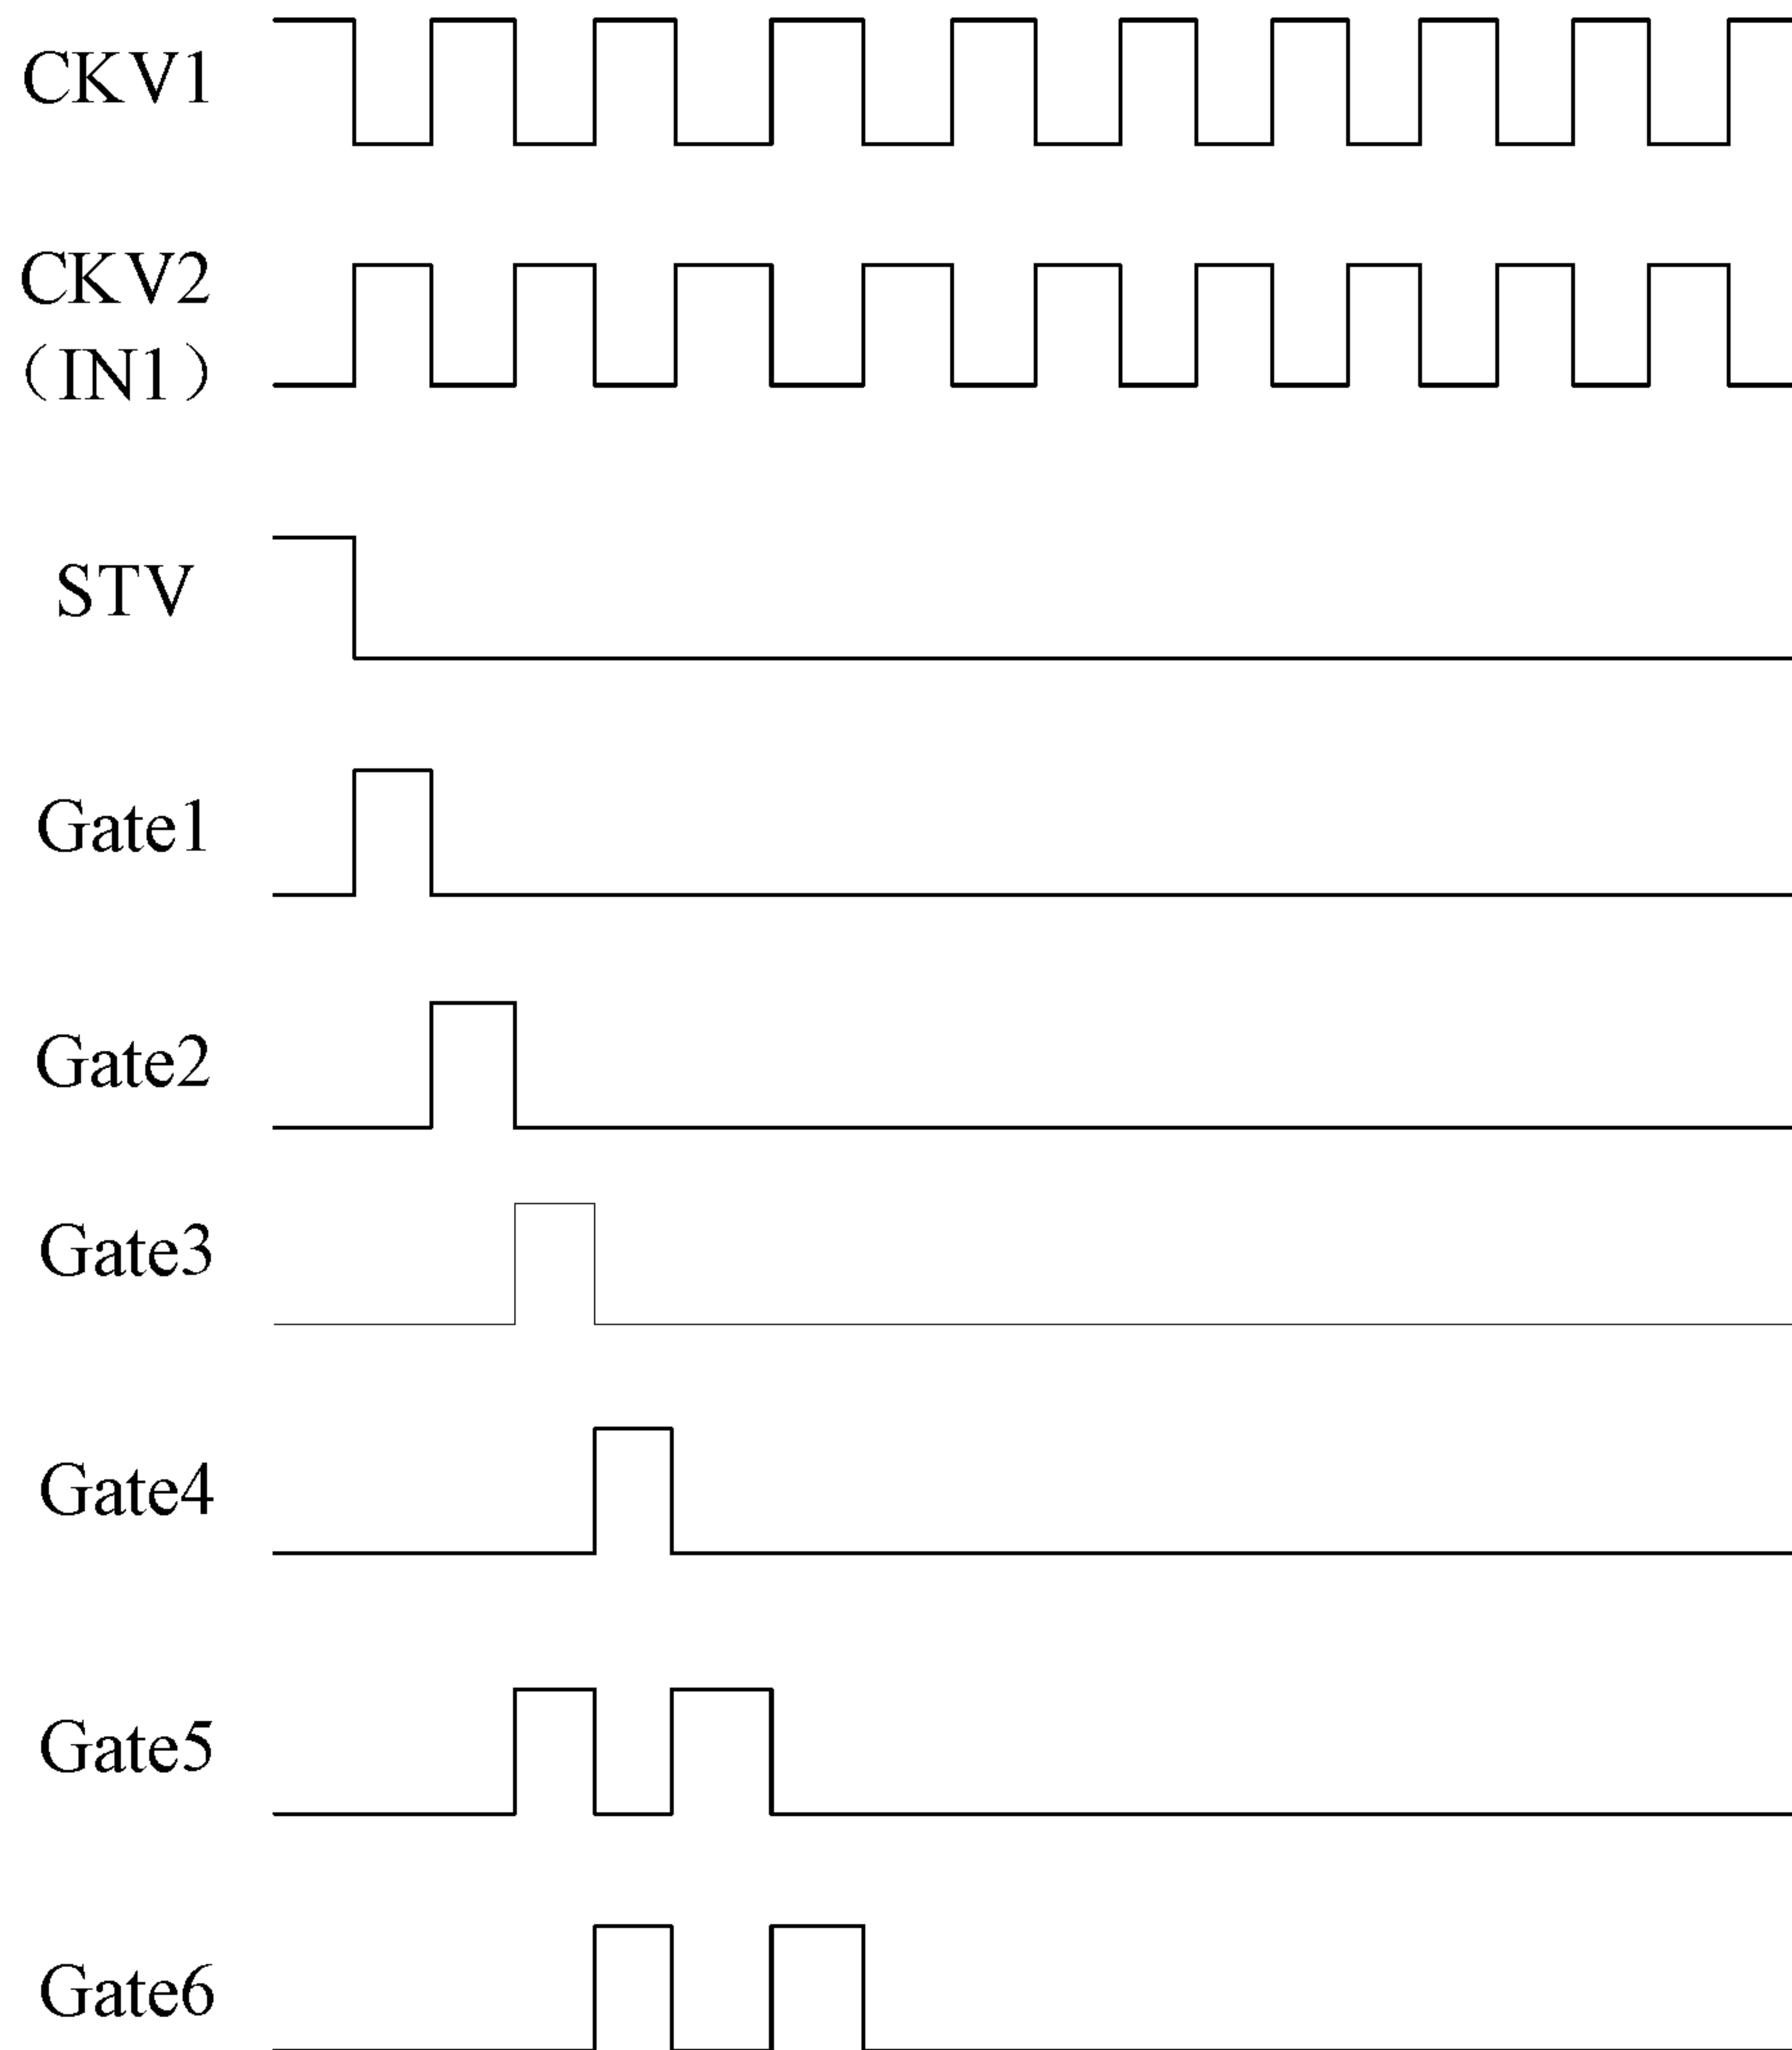 CKV1
CKV2
（IN1）
STV
Gate1
Gate2
Gate3
Gate4
Gate5
Gate6